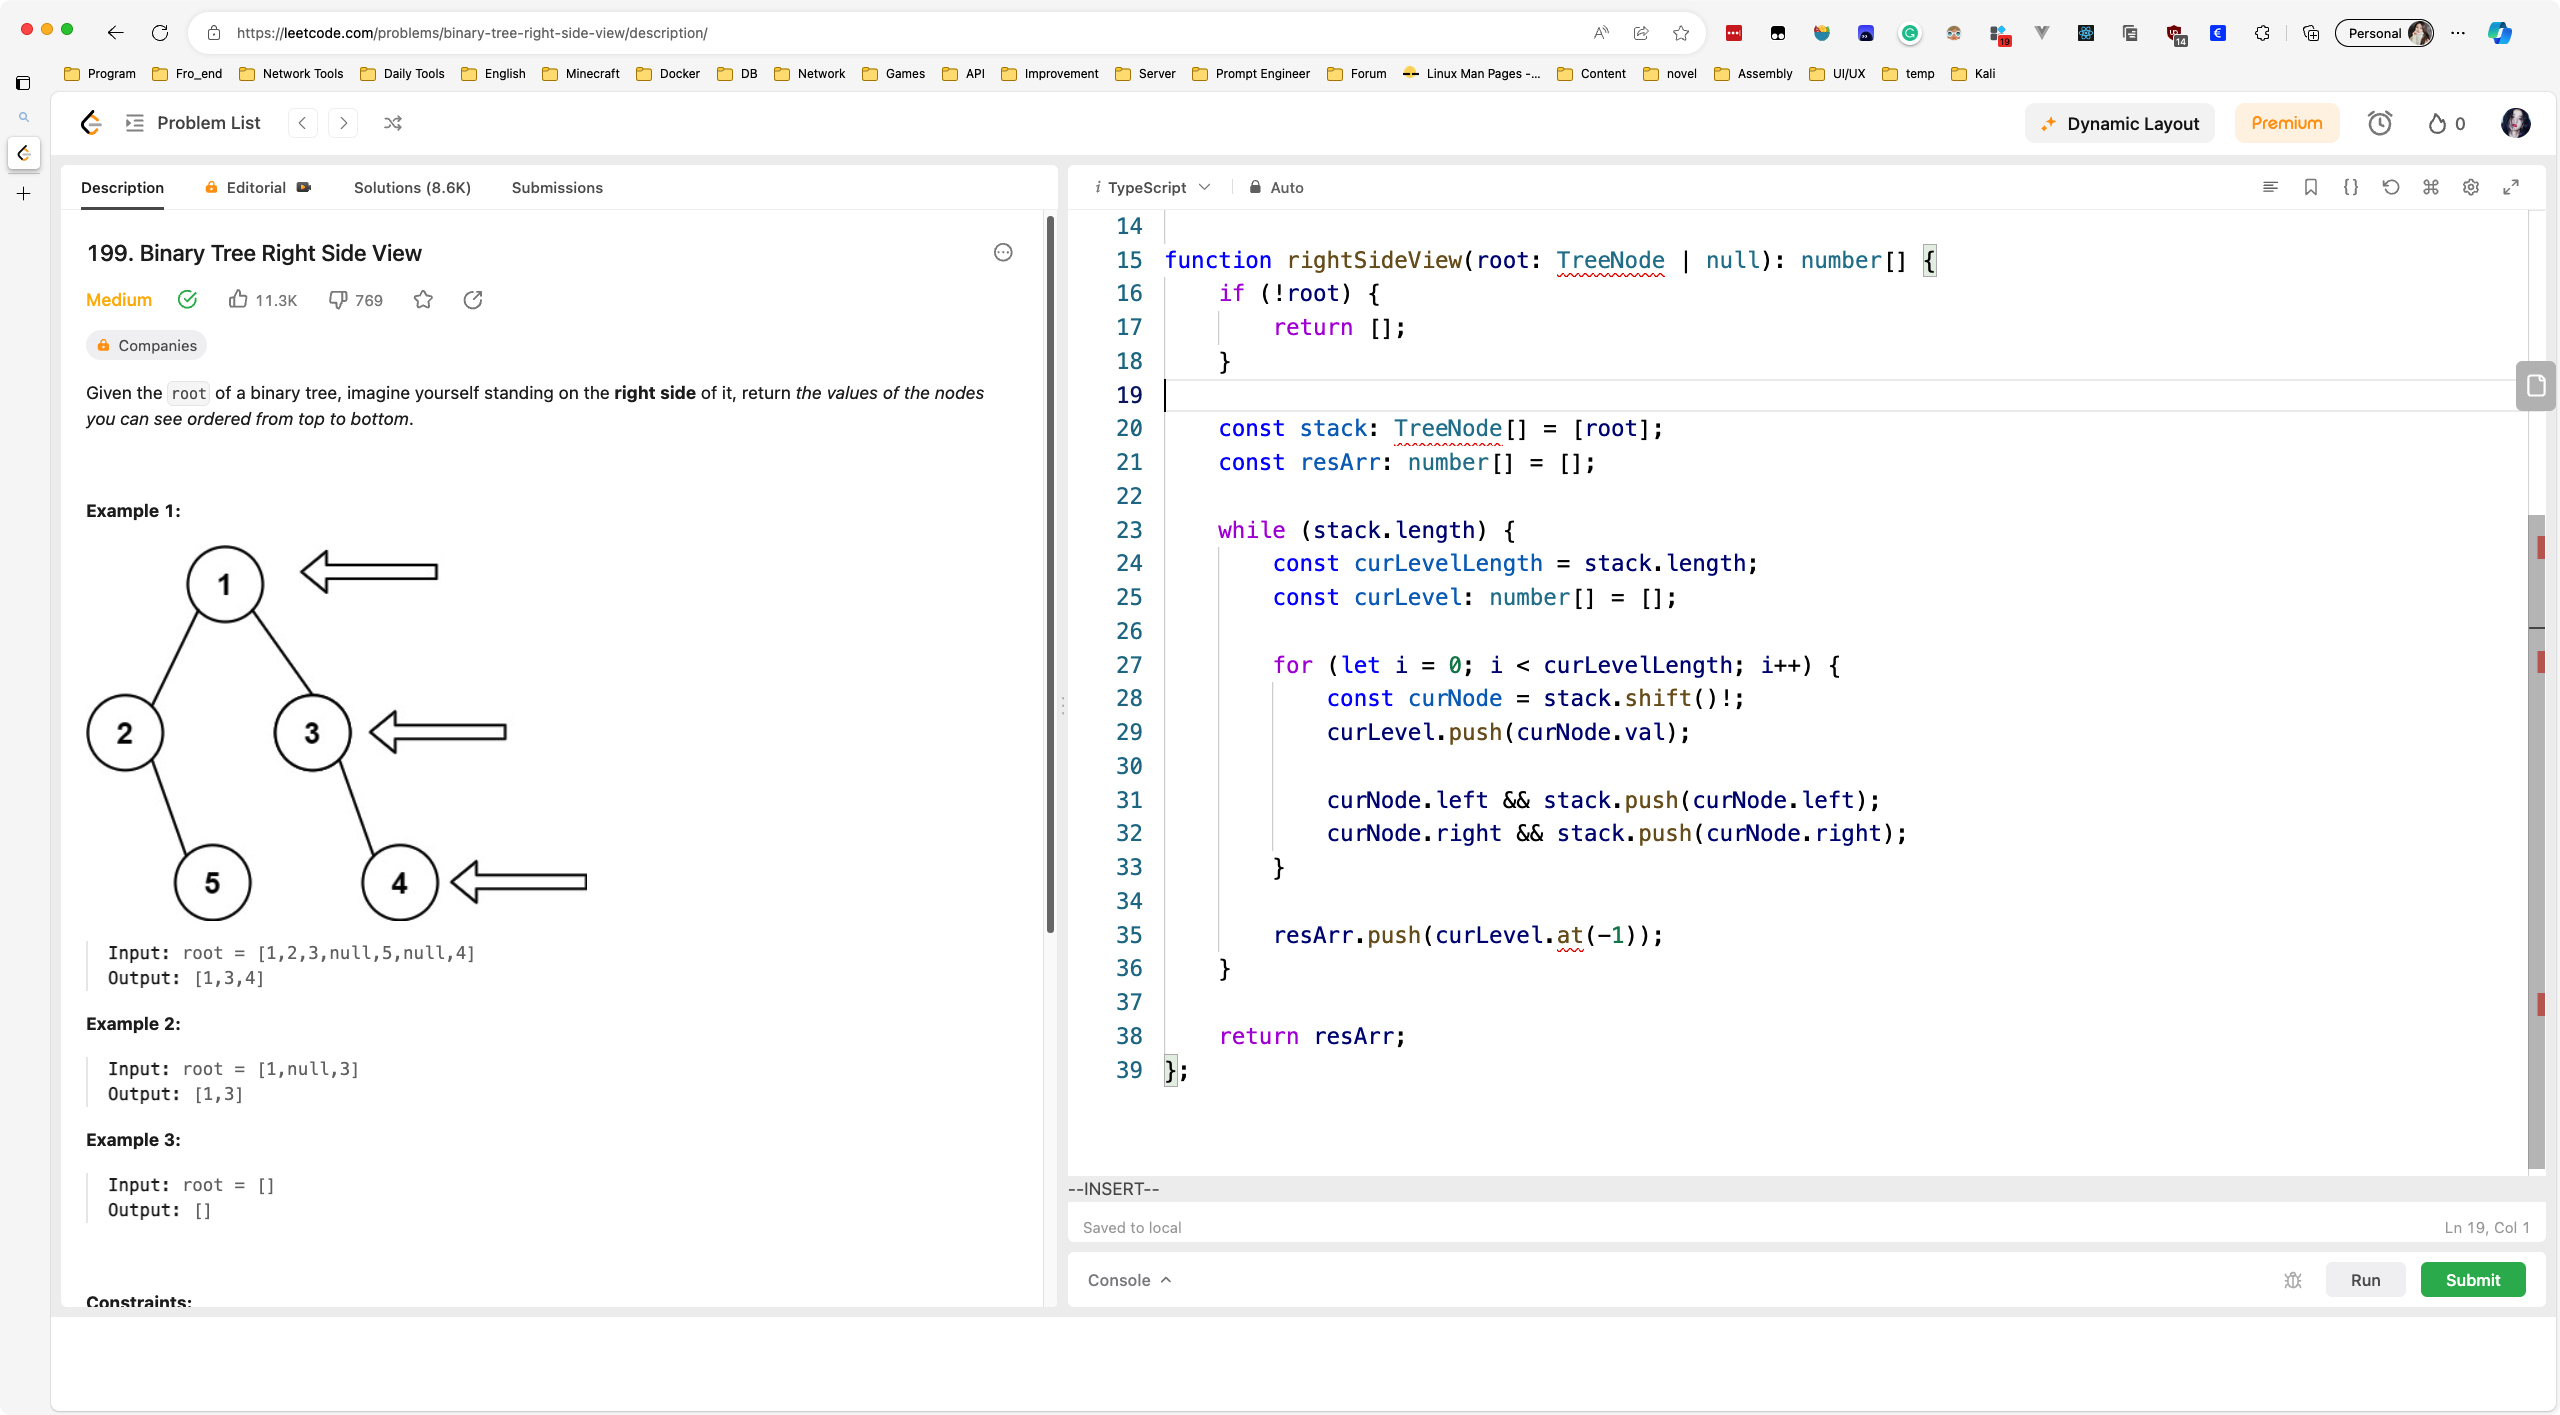 https://leetcode.com/problems/binary-tree-right-side-view/description/
Personal
19
14
Program Fro_end Network Tools Daily Tools English Minecraft Docker DB Network Games API Improvement Server Prompt Engineer Forum Linux Man Pages -... Content novel Assembly UI/UX temp Kali
Problem List
Dynamic Layout
Premium
0
Description
Editorial
Solutions (8.6K)
Submissions
199. Binary Tree Right Side View
Medium
11.3K
769
Companies
Given the root of a binary tree, imagine yourself standing on the right side of it, return the values of the nodes
you can see ordered from top to bottom.
Example 1:
1
2
3
5
4
Input: root = [1,2,3,null,5,null,4]
Output: [1,3,4]
Example 2:
Input: root = [1,null,3]
Output: [1,3]
Example 3:
Input: root = []
Output: []
Constraints:
i TypeScript
Auto
14
15 function rightSideView(root: TreeNode | null): number[] {
16     if (!root) {
17         return [];
18     }
19
20     const stack: TreeNode[] = [root];
21     const resArr: number[] = [];
22
23     while (stack.length) {
24         const curLevelLength = stack.length;
25         const curLevel: number[] = [];
26
27         for (let i = 0; i < curLevelLength; i++) {
28             const curNode = stack.shift()!;
29             curLevel.push(curNode.val);
30
31             curNode.left && stack.push(curNode.left);
32             curNode.right && stack.push(curNode.right);
33         }
34
35         resArr.push(curLevel.at(-1));
36     }
37
38     return resArr;
39 };
--INSERT--
Saved to local
Ln 19, Col 1
Console
Run
Submit